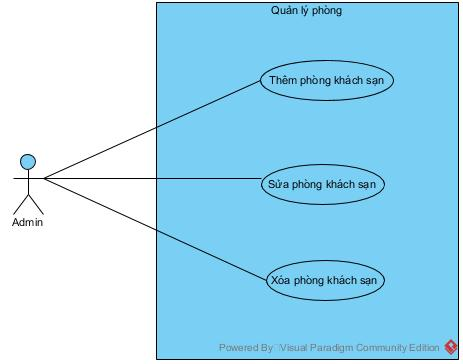 Quản lý phòng
Thêm phòng khách sạn
Sửa phòng khách sạn
Admin
Xóa phòng khách sạn
Powered By Visual Paradigm Community Edition